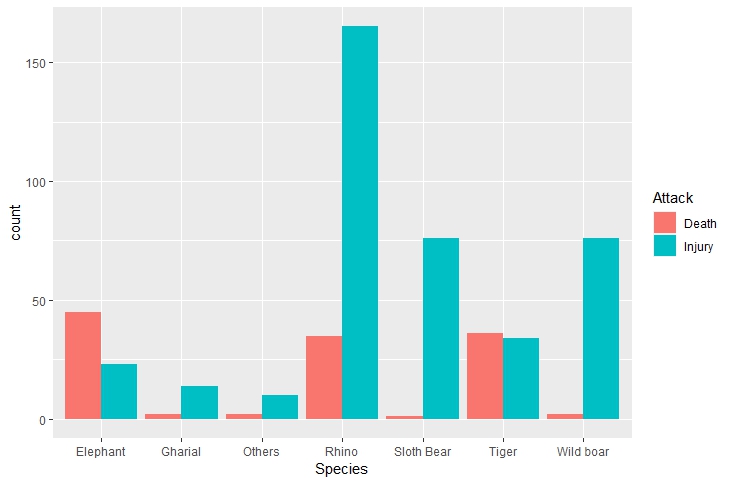 150
100
50
0
count
Elephant Gharial Others Rhino Sloth Bear Tiger Wild boar
Species
Attack
Death
Injury